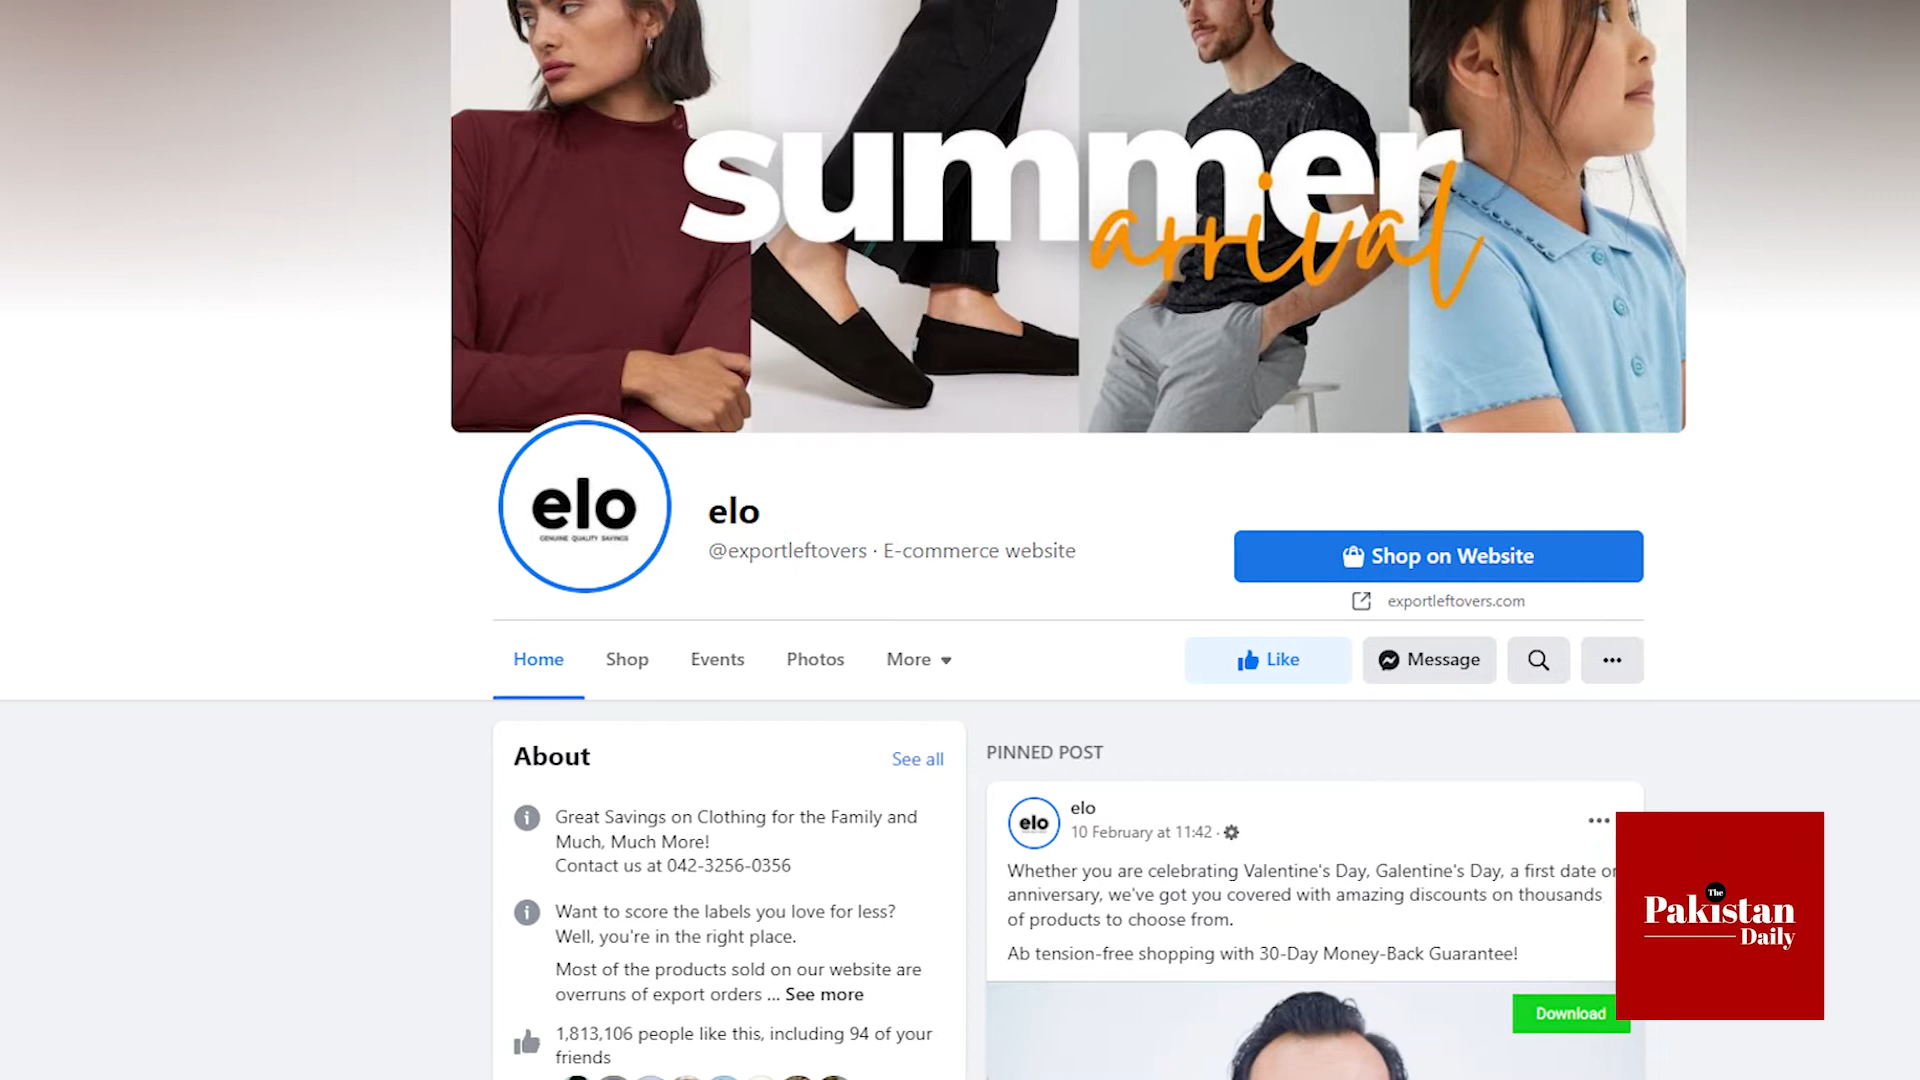 summer
arrival
elo
GENUINE QUALITY SAVINGS
elo
@exportleftovers · E-commerce website
Shop on Website
exportleftovers.com
Home
Shop
Events
Photos
More
Like
Message
About
See all
Great Savings on Clothing for the Family and
Much, Much More!
Contact us at 042-3256-0356
Want to score the labels you love for less?
Well, you're in the right place.
Most of the products sold on our website are
overruns of export orders ... See more
1,813,106 people like this, including 94 of your
friends
PINNED POST
elo
elo
10 February at 11:42 ·
Whether you are celebrating Valentine's Day, Galentine's Day, a first date or
anniversary, we've got you covered with amazing discounts on thousands
of products to choose from.
Ab tension-free shopping with 30-Day Money-Back Guarantee!
Download
The
Pakistan
Daily